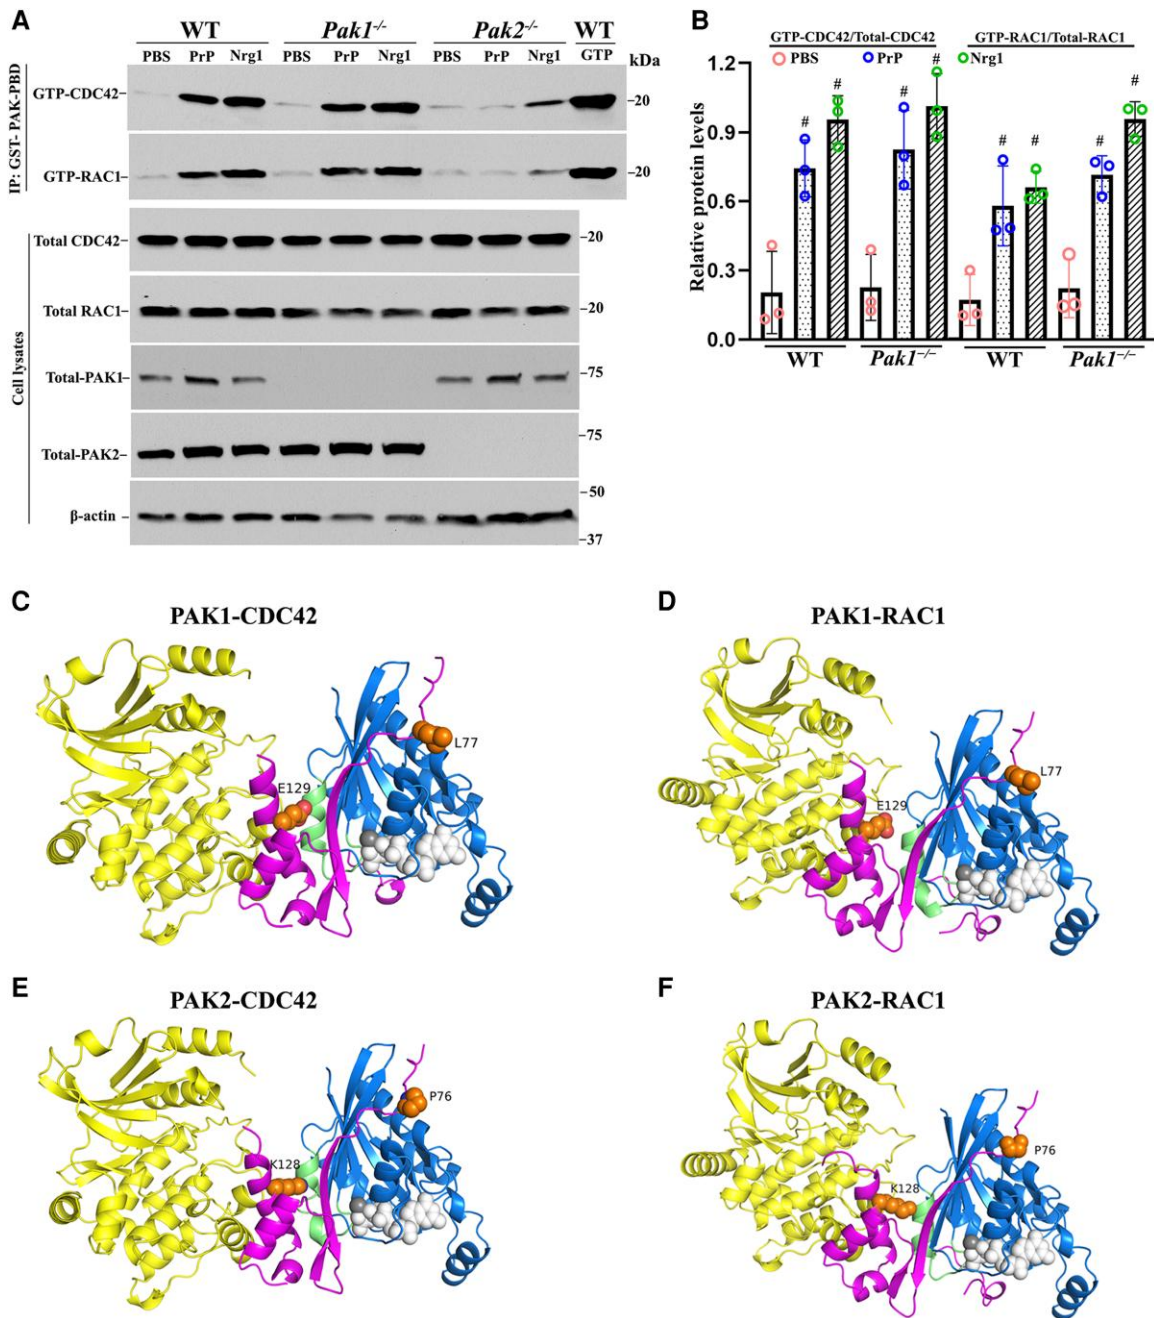 A
WT Pak1-/- Pak2-/- WT
PBS PrP Nrg1 PBS PrP Nrg1 PBS PrP Nrg1 GTP kDa
IP: GST- PAK-PBD
GTP-CDC42 -20
GTP-RAC1 -20
Cell lysates
Total CDC42- -20
Total RAC1- -20
Total-PAK1- -75
Total-PAK2- -75
β-actin - -50
-37
B
GTP-CDC42/Total-CDC42 GTP-RAC1/Total-RAC1
PBS PrP Nrg1
Relative protein levels
1.2
0.9
0.6
0.3
0.0
# # # # # # # #
WT Pak1-/- WT Pak1-/-
C
PAK1-CDC42
L77
E129
D
PAK1-RAC1
L77
E129
E
PAK2-CDC42
P76
K128
F
PAK2-RAC1
P76
K128